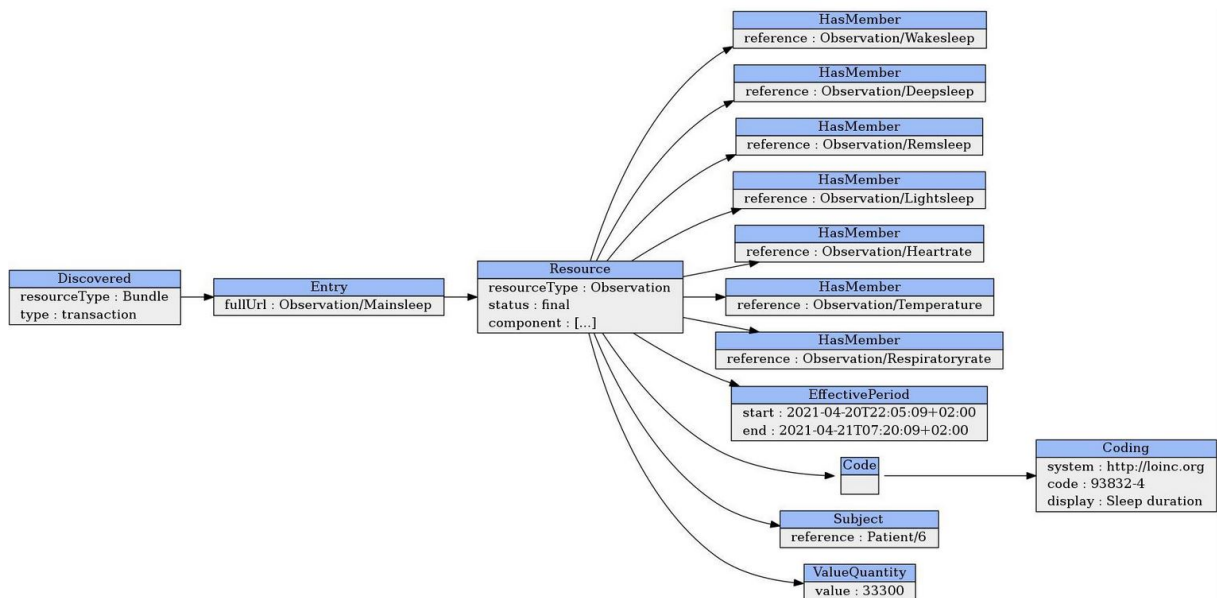 HasMember
reference : Observation/Wakesleep
HasMember
reference : Observation/Deepsleep
HasMember
reference : Observation/Remsleep
HasMember
reference : Observation/Lightsleep
HasMember
reference : Observation/Heartrate
Discovered
resourceType : Bundle
type : transaction
Entry
fullUrl : Observation/Mainsleep
Resource
resourceType : Observation
status : final
component : [...]
HasMember
reference : Observation/Temperature
HasMember
reference : Observation/Respiratoryrate
EffectivePeriod
start : 2021-04-20T22:05:09+02:00
end : 2021-04-21T07:20:09+02:00
Code
Coding
system : http://loinc.org
code : 93832-4
display : Sleep duration
Subject
reference : Patient/6
ValueQuantity
value : 33300